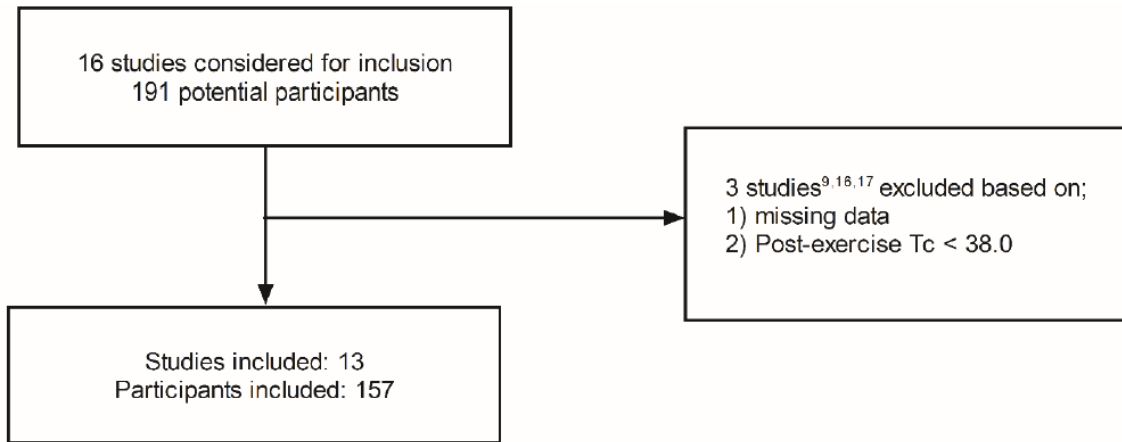 16 studies considered for inclusion
191 potential participants
3 studies9,16,17 excluded based on;
1) missing data
2) Post-exercise Tc < 38.0
Studies included: 13
Participants included: 157